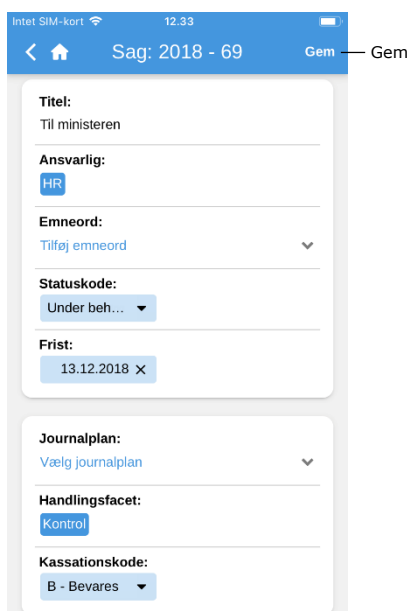 Intet SIM-kort 12.33
Sag: 2018 - 69 Gem
Gem
Titel:
Til ministeren
Ansvarlig:
HR
Emneord:
Tilføj emneord
Statuskode:
Under beh...
Frist:
13.12.2018 ×
Journalplan:
Vælg journalplan
Handlingsfacet:
Kontrol
Kassationskode:
B - Bevares